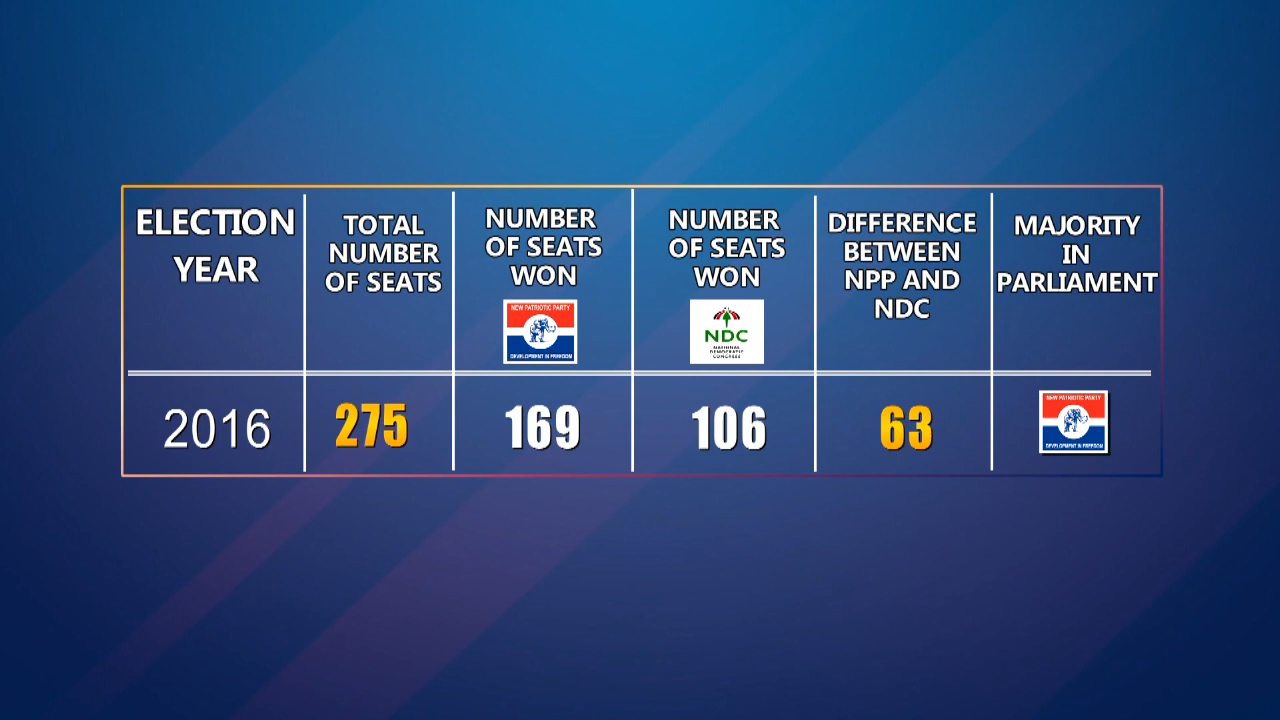 ELECTION
YEAR
TOTAL
NUMBER
OF SEATS
NUMBER
OF SEATS
WON
NEW PATRIOTIC PARTY
DEVELOPMENT IN FREEDOM
NUMBER
OF SEATS
WON
NDC
NATIONAL
DEMOCRATIC
CONGRESS
DIFFERENCE
BETWEEN
NPP AND
NDC
MAJORITY
IN
PARLIAMENT
2016
275
169
106
63
NEW PATRIOTIC PARTY
DEVELOPMENT IN FREEDOM